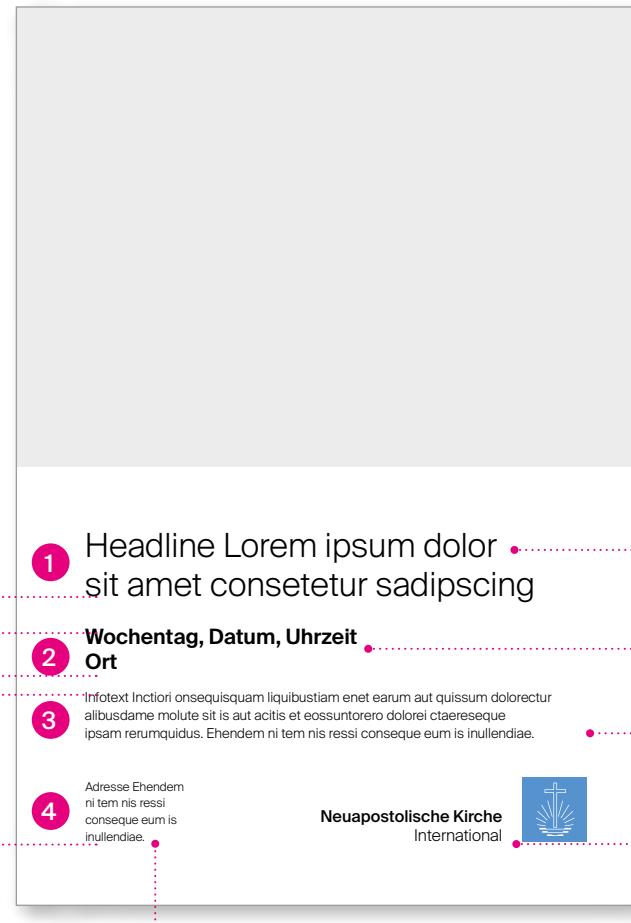 1
Headline Lorem ipsum dolor
sit amet consetetur sadipscing
2
Wochentag, Datum, Uhrzeit
Ort
3
Infotext Inctiori onsequisquam liquibustiam enet earum aut quissum dolorectur
alibusdame molute sit is aut acitis et eossuntorero dolorei ctaereseque
ipsam rerumquidus. Ehendem ni tem nis ressi conseque eum is inullendiae.
4
Adresse Ehendem
ni tem nis ressi
conseque eum is
inullendiae.
Neuapostolische Kirche
International